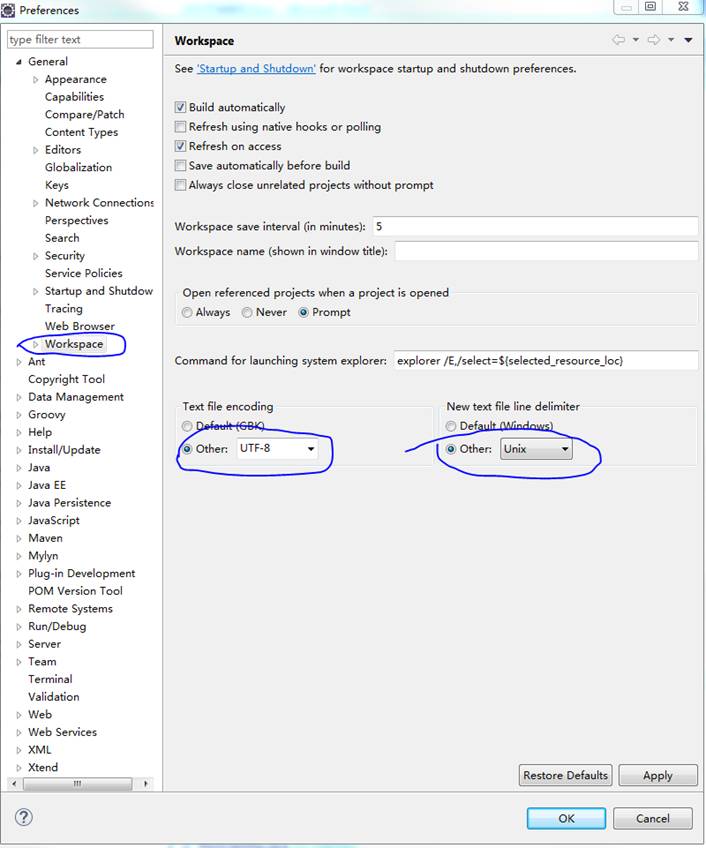 Preferences
type filter text
General
Appearance
Capabilities
Compare/Patch
Content Types
Editors
Globalization
Keys
Network Connections
Perspectives
Search
Security
Service Policies
Startup and Shutdow
Tracing
Web Browser
Workspace
Ant
Copyright Tool
Data Management
Groovy
Help
Install/Update
Java
Java EE
Java Persistence
JavaScript
Maven
Mylyn
Plug-in Development
POM Version Tool
Remote Systems
Run/Debug
Server
Team
Terminal
Validation
Web
Web Services
XML
Xtend
Workspace
See 'Startup and Shutdown' for workspace startup and shutdown preferences.
Build automatically
Refresh using native hooks or polling
Refresh on access
Save automatically before build
Always close unrelated projects without prompt
Workspace save interval (in minutes): 5
Workspace name (shown in window title):
Open referenced projects when a project is opened
Always Never Prompt
Command for launching system explorer: explorer /E,/select=${selected_resource_loc}
Text file encoding
Default (GBK)
Other: UTF-8
New text file line delimiter
Default (Windows)
Other: Unix
Restore Defaults Apply
OK Cancel